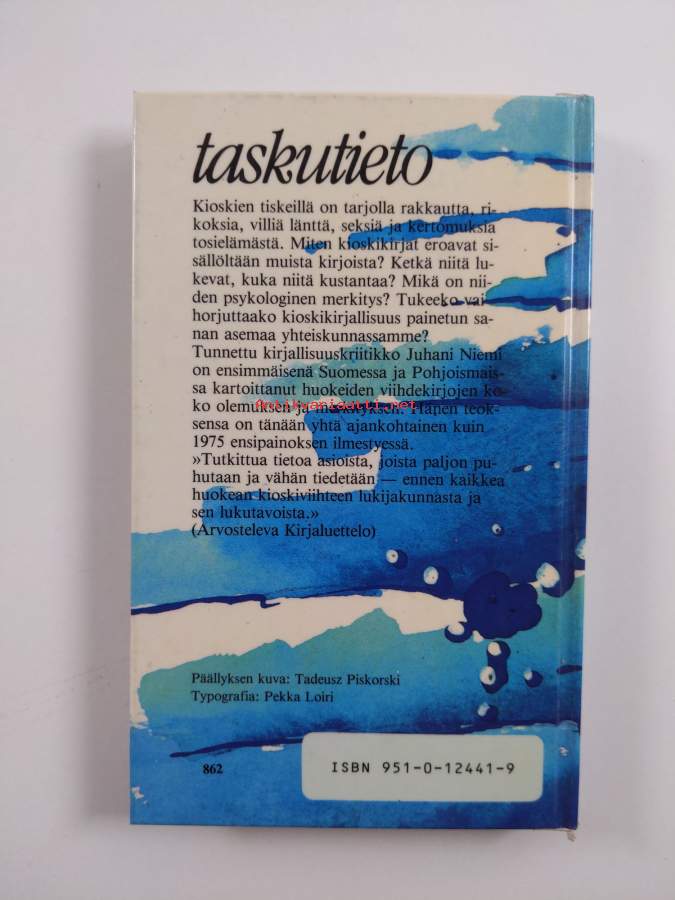 taskutieto
Kioskien tiskeillä on tarjolla rakkautta, ri-
koksia, villiä länttä, seksiä ja kertomuksia
tosielämästä. Miten kioskikirjat eroavat si-
sällöltään muista kirjoista? Ketkä niitä lu-
kevat, kuka niitä kustantaa? Mikä on nii-
den psykologinen merkitys? Tukeeko vai
horjuttaako kioskikirjallisuus painetun sa-
nan asemaa yhteiskunnassamme?
Tunnettu kirjallisuuskriitikko Juhani Niemi
on ensimmäisenä Suomessa ja Pohjoismais-
sa kartoittanut huokeiden viihdekirjojen ko-
ko olemuksen ja merkityksen. Hänen teok-
Antikvariaatti.net
sensa on tänään yhtä ajankohtainen kuin
1975 ensipainoksen ilmestyessä.
»Tutkittua tietoa asioista, joista paljon pu-
hutaan ja vähän tiedetään — ennen kaikkea
huokean kioskiviihteen lukijakunnasta ja
sen lukutavoista.»
(Arvosteleva Kirjaluettelo)
Päällyksen kuva: Tadeusz Piskorski
Typografia: Pekka Loiri
862
ISBN 951-0-12441-9